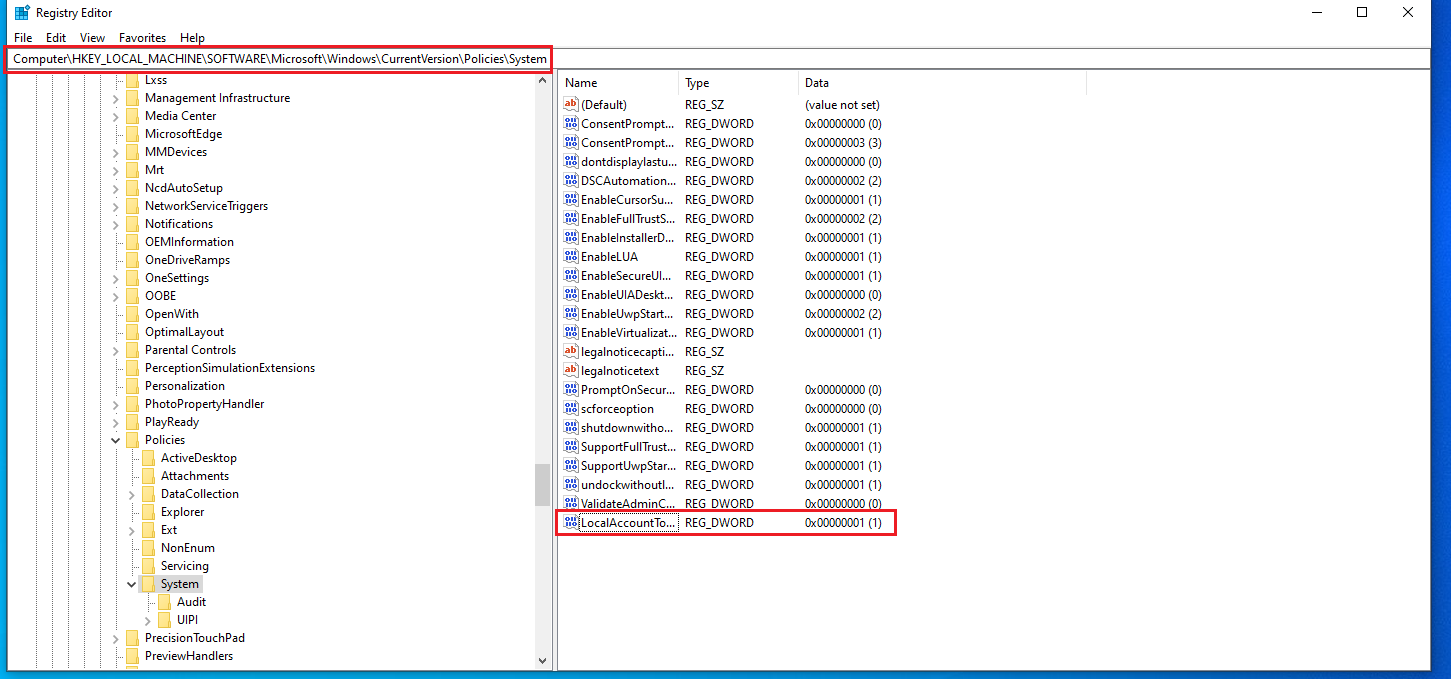 Registry Editor
File Edit View Favorites Help
Computer\HKEY_LOCAL_MACHINE\SOFTWARE\Microsoft\Windows\CurrentVersion\Policies\System
Lxss
Management Infrastructure
Media Center
MicrosoftEdge
MMDevices
Mrt
NcdAutoSetup
NetworkServiceTriggers
Notifications
OEMInformation
OneDriveRamps
OneSettings
OOBE
OpenWith
OptimalLayout
Parental Controls
PerceptionSimulationExtensions
Personalization
PhotoPropertyHandler
PlayReady
Policies
ActiveDesktop
Attachments
DataCollection
Explorer
Ext
NonEnum
Servicing
System
Audit
UIPI
PrecisionTouchPad
PreviewHandlers
Name Type Data
(Default) REG_SZ (value not set)
ConsentPrompt... REG_DWORD 0x00000000 (0)
ConsentPrompt... REG_DWORD 0x00000003 (3)
dontdisplaylastu... REG_DWORD 0x00000000 (0)
DSCAutomation... REG_DWORD 0x00000002 (2)
EnableCursorSu... REG_DWORD 0x00000001 (1)
EnableFullTrustS... REG_DWORD 0x00000002 (2)
EnableInstallerD... REG_DWORD 0x00000001 (1)
EnableLUA REG_DWORD 0x00000001 (1)
EnableSecureUI... REG_DWORD 0x00000001 (1)
EnableUIADeskt... REG_DWORD 0x00000000 (0)
EnableUwpStart... REG_DWORD 0x00000002 (2)
EnableVirtualizat... REG_DWORD 0x00000001 (1)
legalnoticecapti... REG_SZ
legalnoticetext REG_SZ
PromptOnSecur... REG_DWORD 0x00000000 (0)
scforceoption REG_DWORD 0x00000000 (0)
shutdownwitho... REG_DWORD 0x00000001 (1)
SupportFullTrust... REG_DWORD 0x00000001 (1)
SupportUwpStar... REG_DWORD 0x00000001 (1)
undockwithoutl... REG_DWORD 0x00000001 (1)
ValidateAdminC... REG_DWORD 0x00000000 (0)
LocalAccountTo... REG_DWORD 0x00000001 (1)